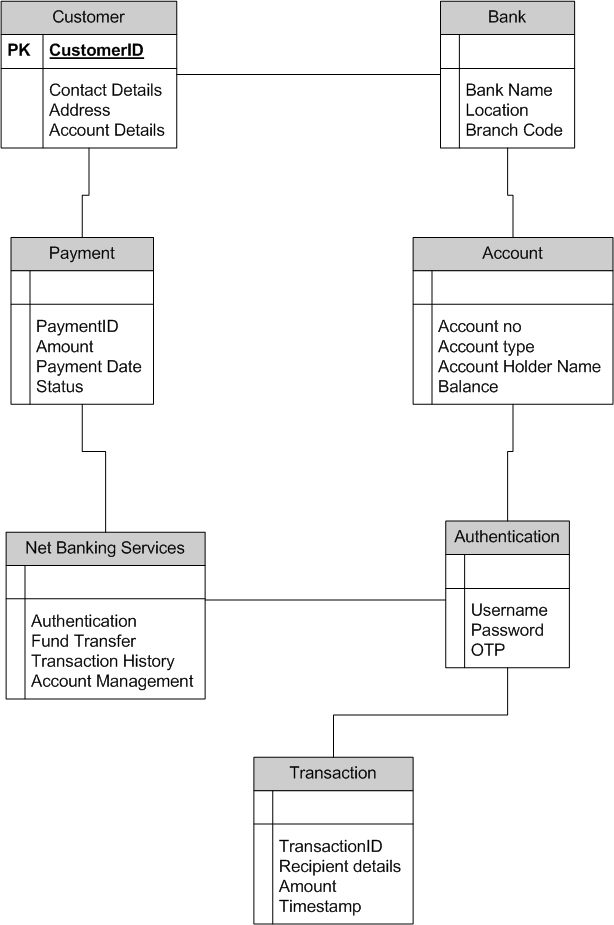 Customer
PK CustomerID
Contact Details
Address
Account Details
Bank
Bank Name
Location
Branch Code
Payment
PaymentID
Amount
Payment Date
Status
Account
Account no
Account type
Account Holder Name
Balance
Net Banking Services
Authentication
Fund Transfer
Transaction History
Account Management
Authentication
Username
Password
OTP
Transaction
TransactionID
Recipient details
Amount
Timestamp